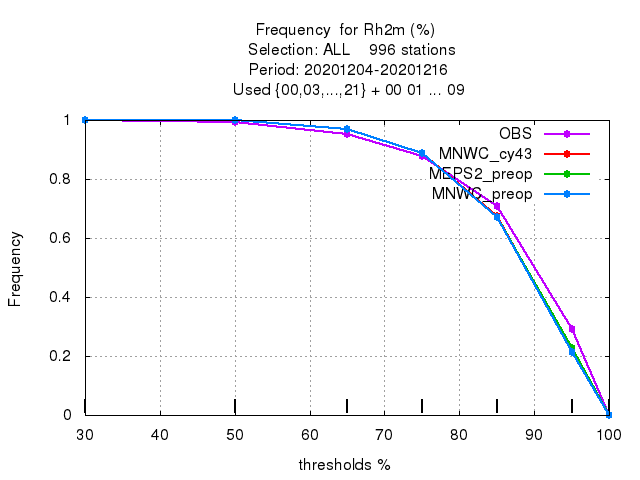 Frequency  for Rh2m (%)
Selection: ALL    996 stations
Period: 20201204-20201216
Used {00,03,...,21} + 00 01 ... 09
OBS
MNWC_cy43
MEPS2_preop
MNWC_preop
1
0.8
0.6
0.4
0.2
0
Frequency
30 40 50 60 70 80 90 100
thresholds %